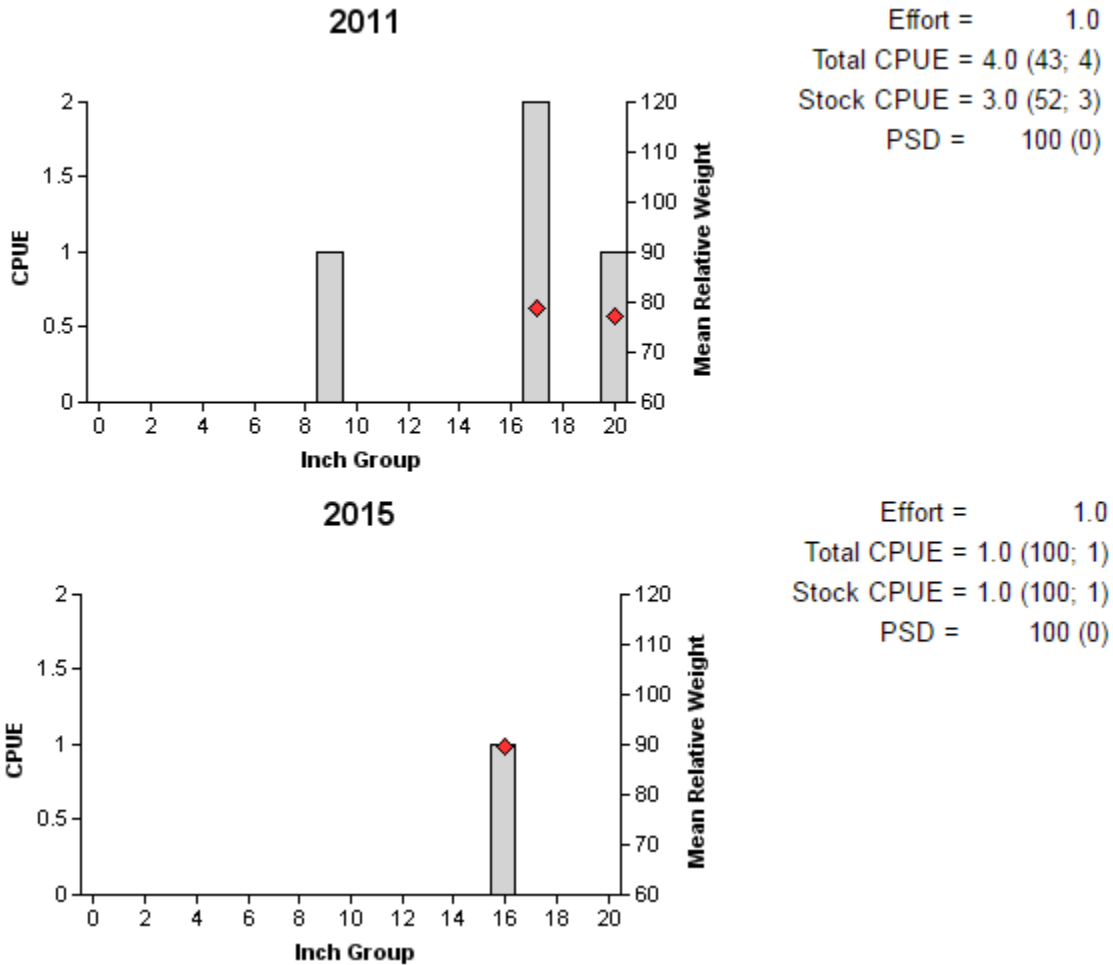 2011
Effort = 1.0
Total CPUE = 4.0 (43; 4)
Stock CPUE = 3.0 (52; 3)
PSD = 100 (0)
2
1.5
1
0.5
0
CPUE
120
110
100
90
80
70
60
Mean Relative Weight
0 2 4 6 8 10 12 14 16 18 20
Inch Group
2015
Effort = 1.0
Total CPUE = 1.0 (100; 1)
Stock CPUE = 1.0 (100; 1)
PSD = 100 (0)
2
1.5
1
0.5
0
CPUE
120
110
100
90
80
70
60
Mean Relative Weight
0 2 4 6 8 10 12 14 16 18 20
Inch Group